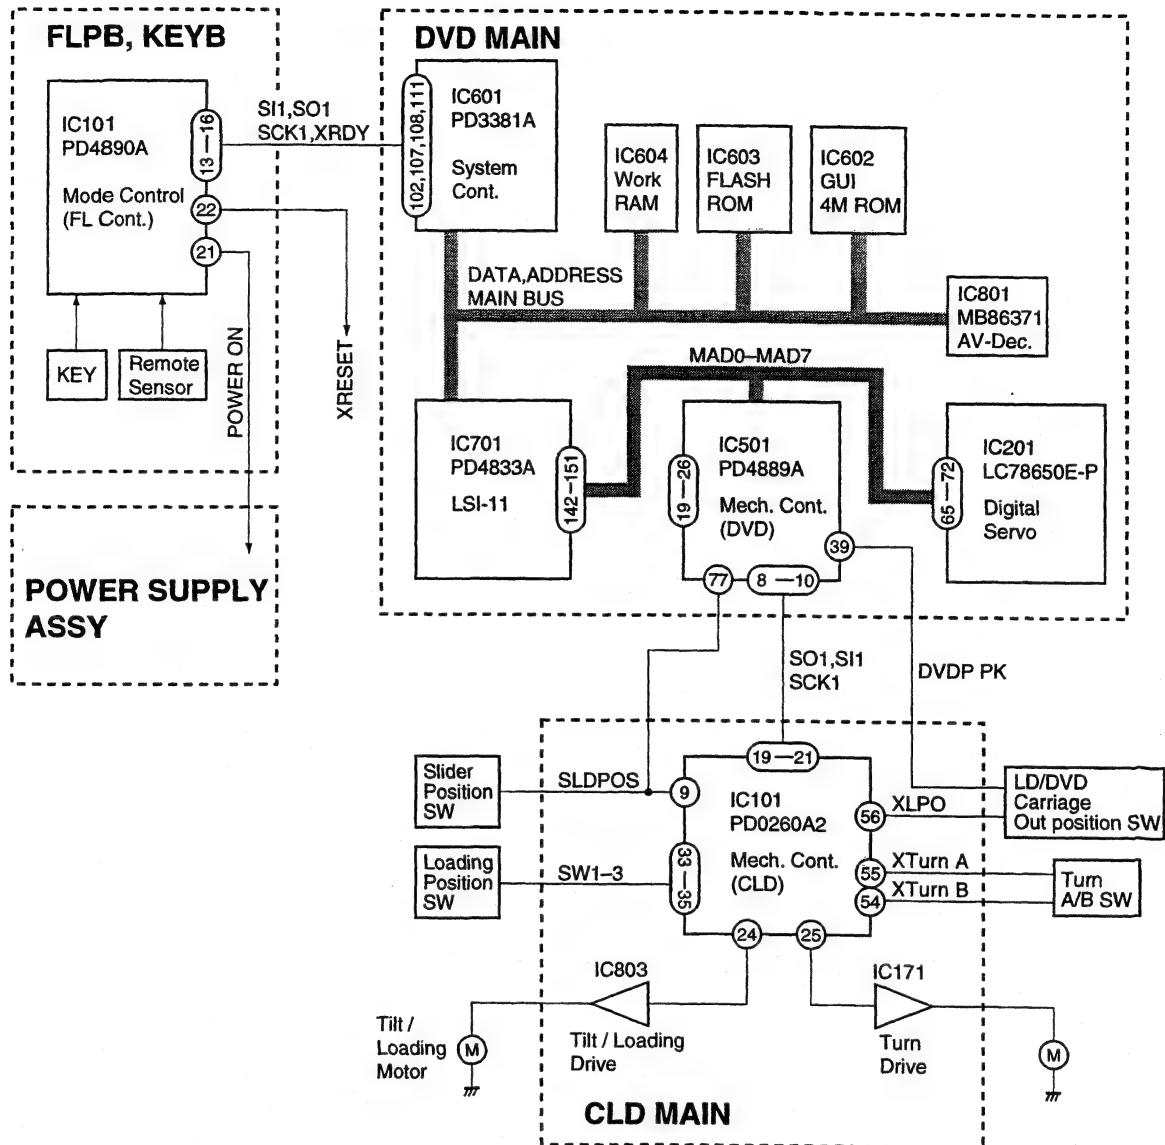 FLPB, KEYB
IC101
PD4890A
Mode Control
(FL Cont.)
13—16
22
21
KEY
Remote
Sensor
POWER ON
XRESET
SI1,SO1
SCK1,XRDY
POWER SUPPLY
ASSY
DVD MAIN
102,107,108,111
IC601
PD3381A
System
Cont.
IC604
Work
RAM
IC603
FLASH
ROM
IC602
GUI
4M ROM
DATA,ADDRESS
MAIN BUS
IC801
MB86371
AV-Dec.
MAD0–MAD7
IC701
PD4833A
LSI-11
142–151
IC501
PD4889A
Mech. Cont.
(DVD)
19—26
39
77
8—10
IC201
LC78650E-P
Digital
Servo
65—72
SO1,SI1
SCK1
DVDP PK
Slider
Position
SW
SLDPOS
9
19—21
IC101
PD0260A2
Mech. Cont.
(CLD)
56
XLPO
LD/DVD
Carriage
Out position SW
Loading
Position
SW
SW1–3
33—35
55
XTurn A
54
XTurn B
Turn
A/B SW
24
25
IC803
IC171
Tilt /
Loading
Motor
M
Tilt / Loading
Drive
Turn
Drive
M
CLD MAIN